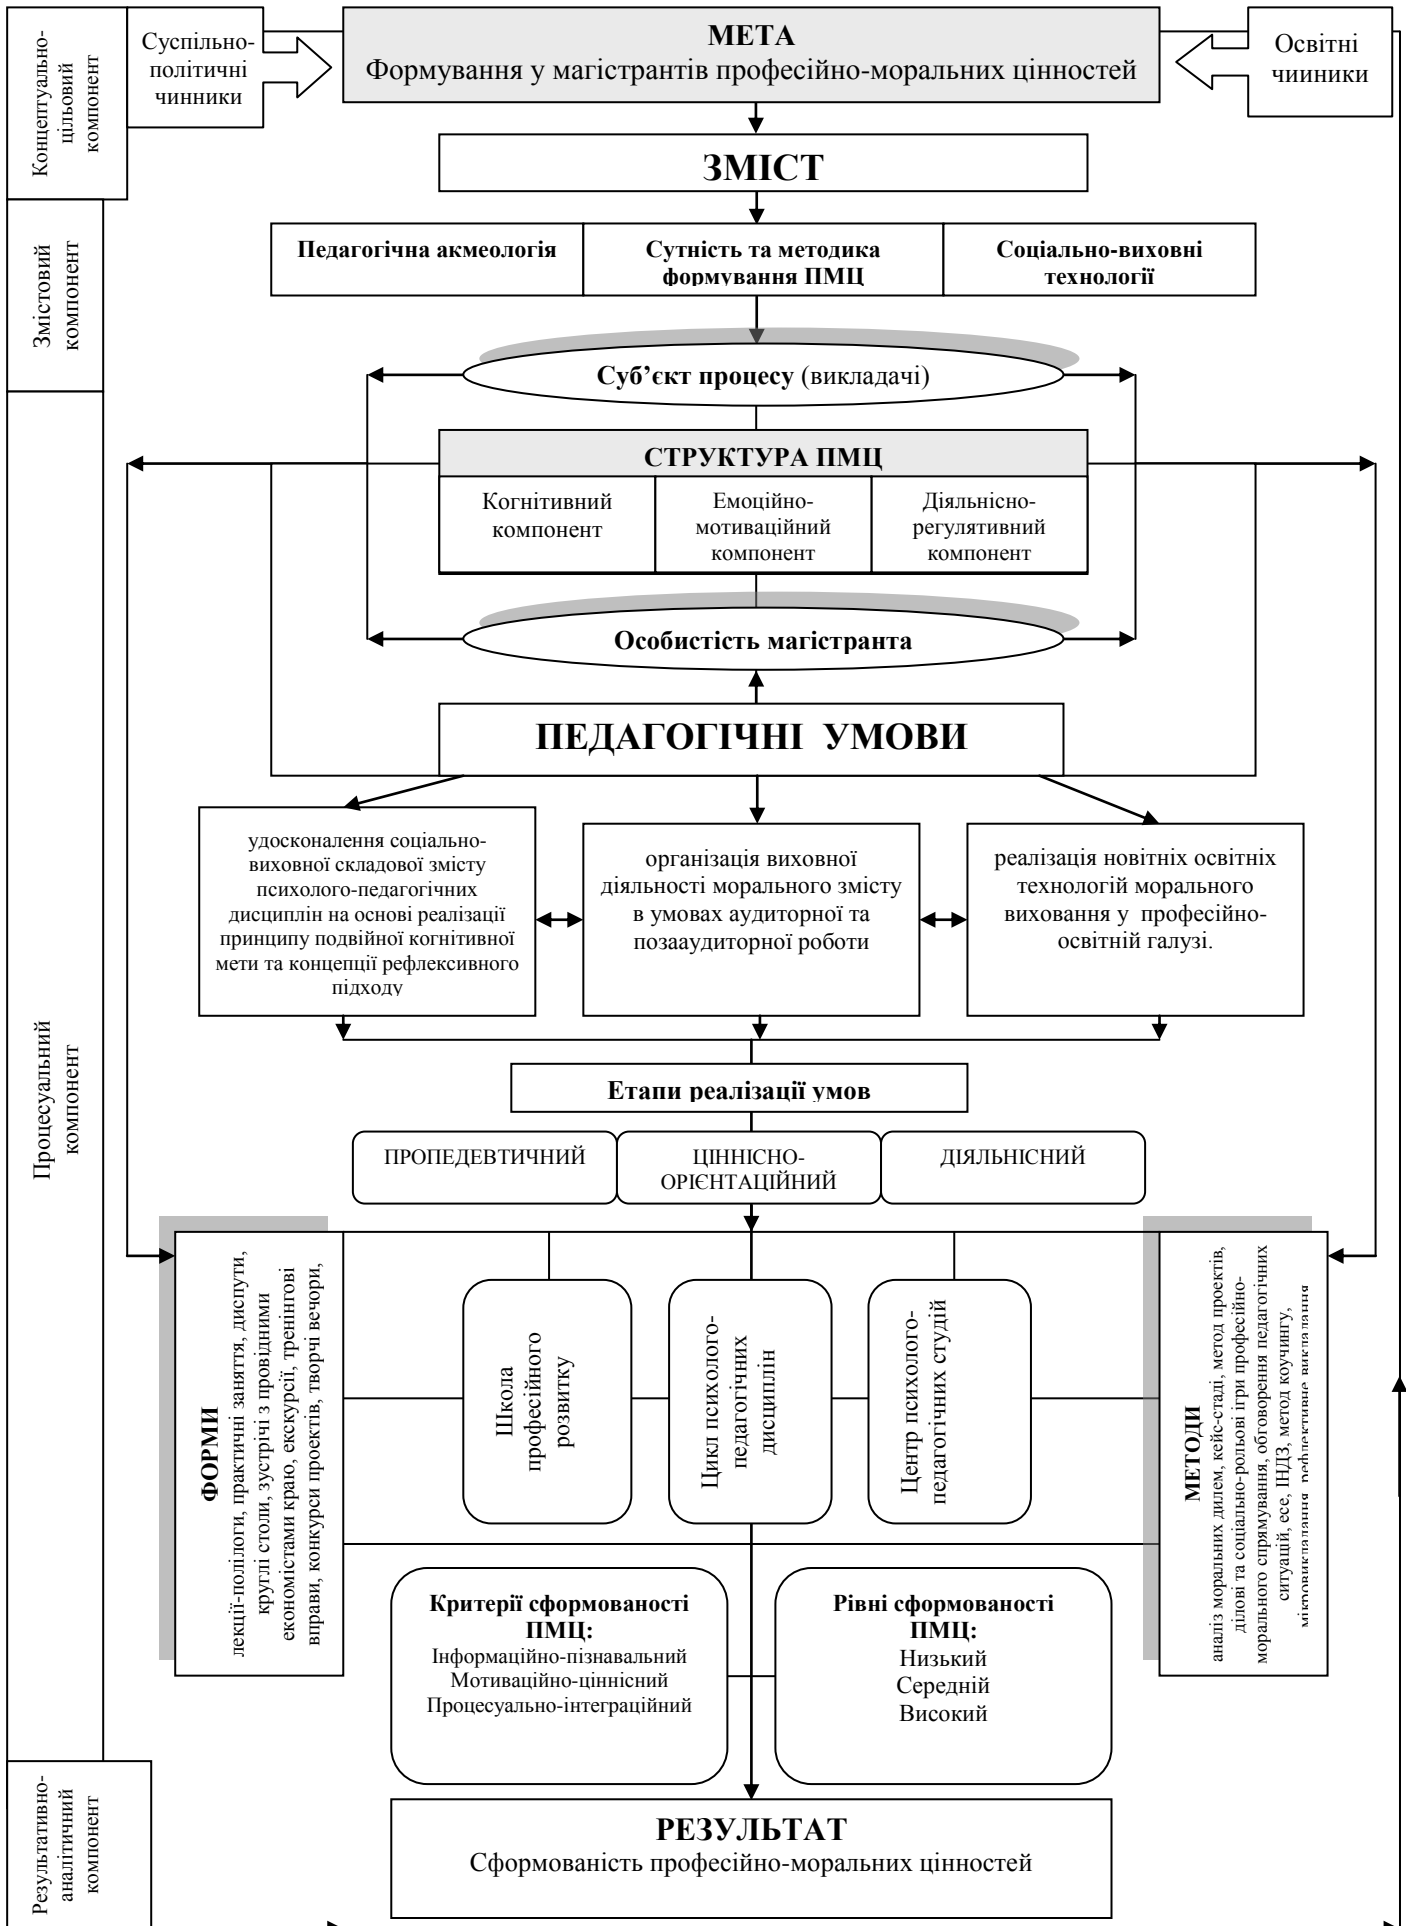 Концептуально-
цільовий
компонент
Суспільно-
політичні
чинники
МЕТА
Формування у магістрантів професійно-моральних цінностей
Освітні
чиинники
ЗМІСТ
Змістовий
компонент
Педагогічна акмеологія
Сутність та методика
формування ПМЦ
Соціально-виховні
технології
Суб’єкт процесу (викладачі)
СТРУКТУРА ПМЦ
Когнітивний
компонент
Емоційно-
мотиваційний
компонент
Діяльнісно-
регулятивний
компонент
Особистість магістранта
Процесуальний
компонент
ПЕДАГОГІЧНІ УМОВИ
удосконалення соціально-
виховної складової змісту
психолого-педагогічних
дисциплін на основі реалізації
принципу подвійної когнітивної
мети та концепції рефлексивного
підходу
організація виховної
діяльності морального змісту
в умовах аудиторної та
позааудиторної роботи
реалізація новітніх освітніх
технологій морального
виховання у професійно-
освітній галузі.
Етапи реалізації умов
ПРОПЕДЕВТИЧНИЙ
ЦІННІСНО-
ОРІЄНТАЦІЙНИЙ
ДІЯЛЬНІСНИЙ
ФОРМИ
лекції-полілоги, практичні заняття, диспути,
круглі столи, зустрічі з провідними
економістами краю, екскурсії, тренінгові
вправи, конкурси проектів, творчі вечори,
Школа
професійного
розвитку
Цикл психолого-
педагогічних
дисциплін
Центр психолого-
педагогічних студій
МЕТОДИ
аналіз моральних дилем, кейс-стаді, метод проектів,
ділові та соціально-рольові ігри професійно-
морального спрямування, обговорення педагогічних
ситуацій, есе, ІНДЗ, метод коучингу,
мікровикладання, рефлективне викладання
Критерії сформованості
ПМЦ:
Інформаційно-пізнавальний
Мотиваційно-ціннісний
Процесуально-інтеграційний
Рівні сформованості
ПМЦ:
Низький
Середній
Високий
Результативно-
аналітичний
компонент
РЕЗУЛЬТАТ
Сформованість професійно-моральних цінностей